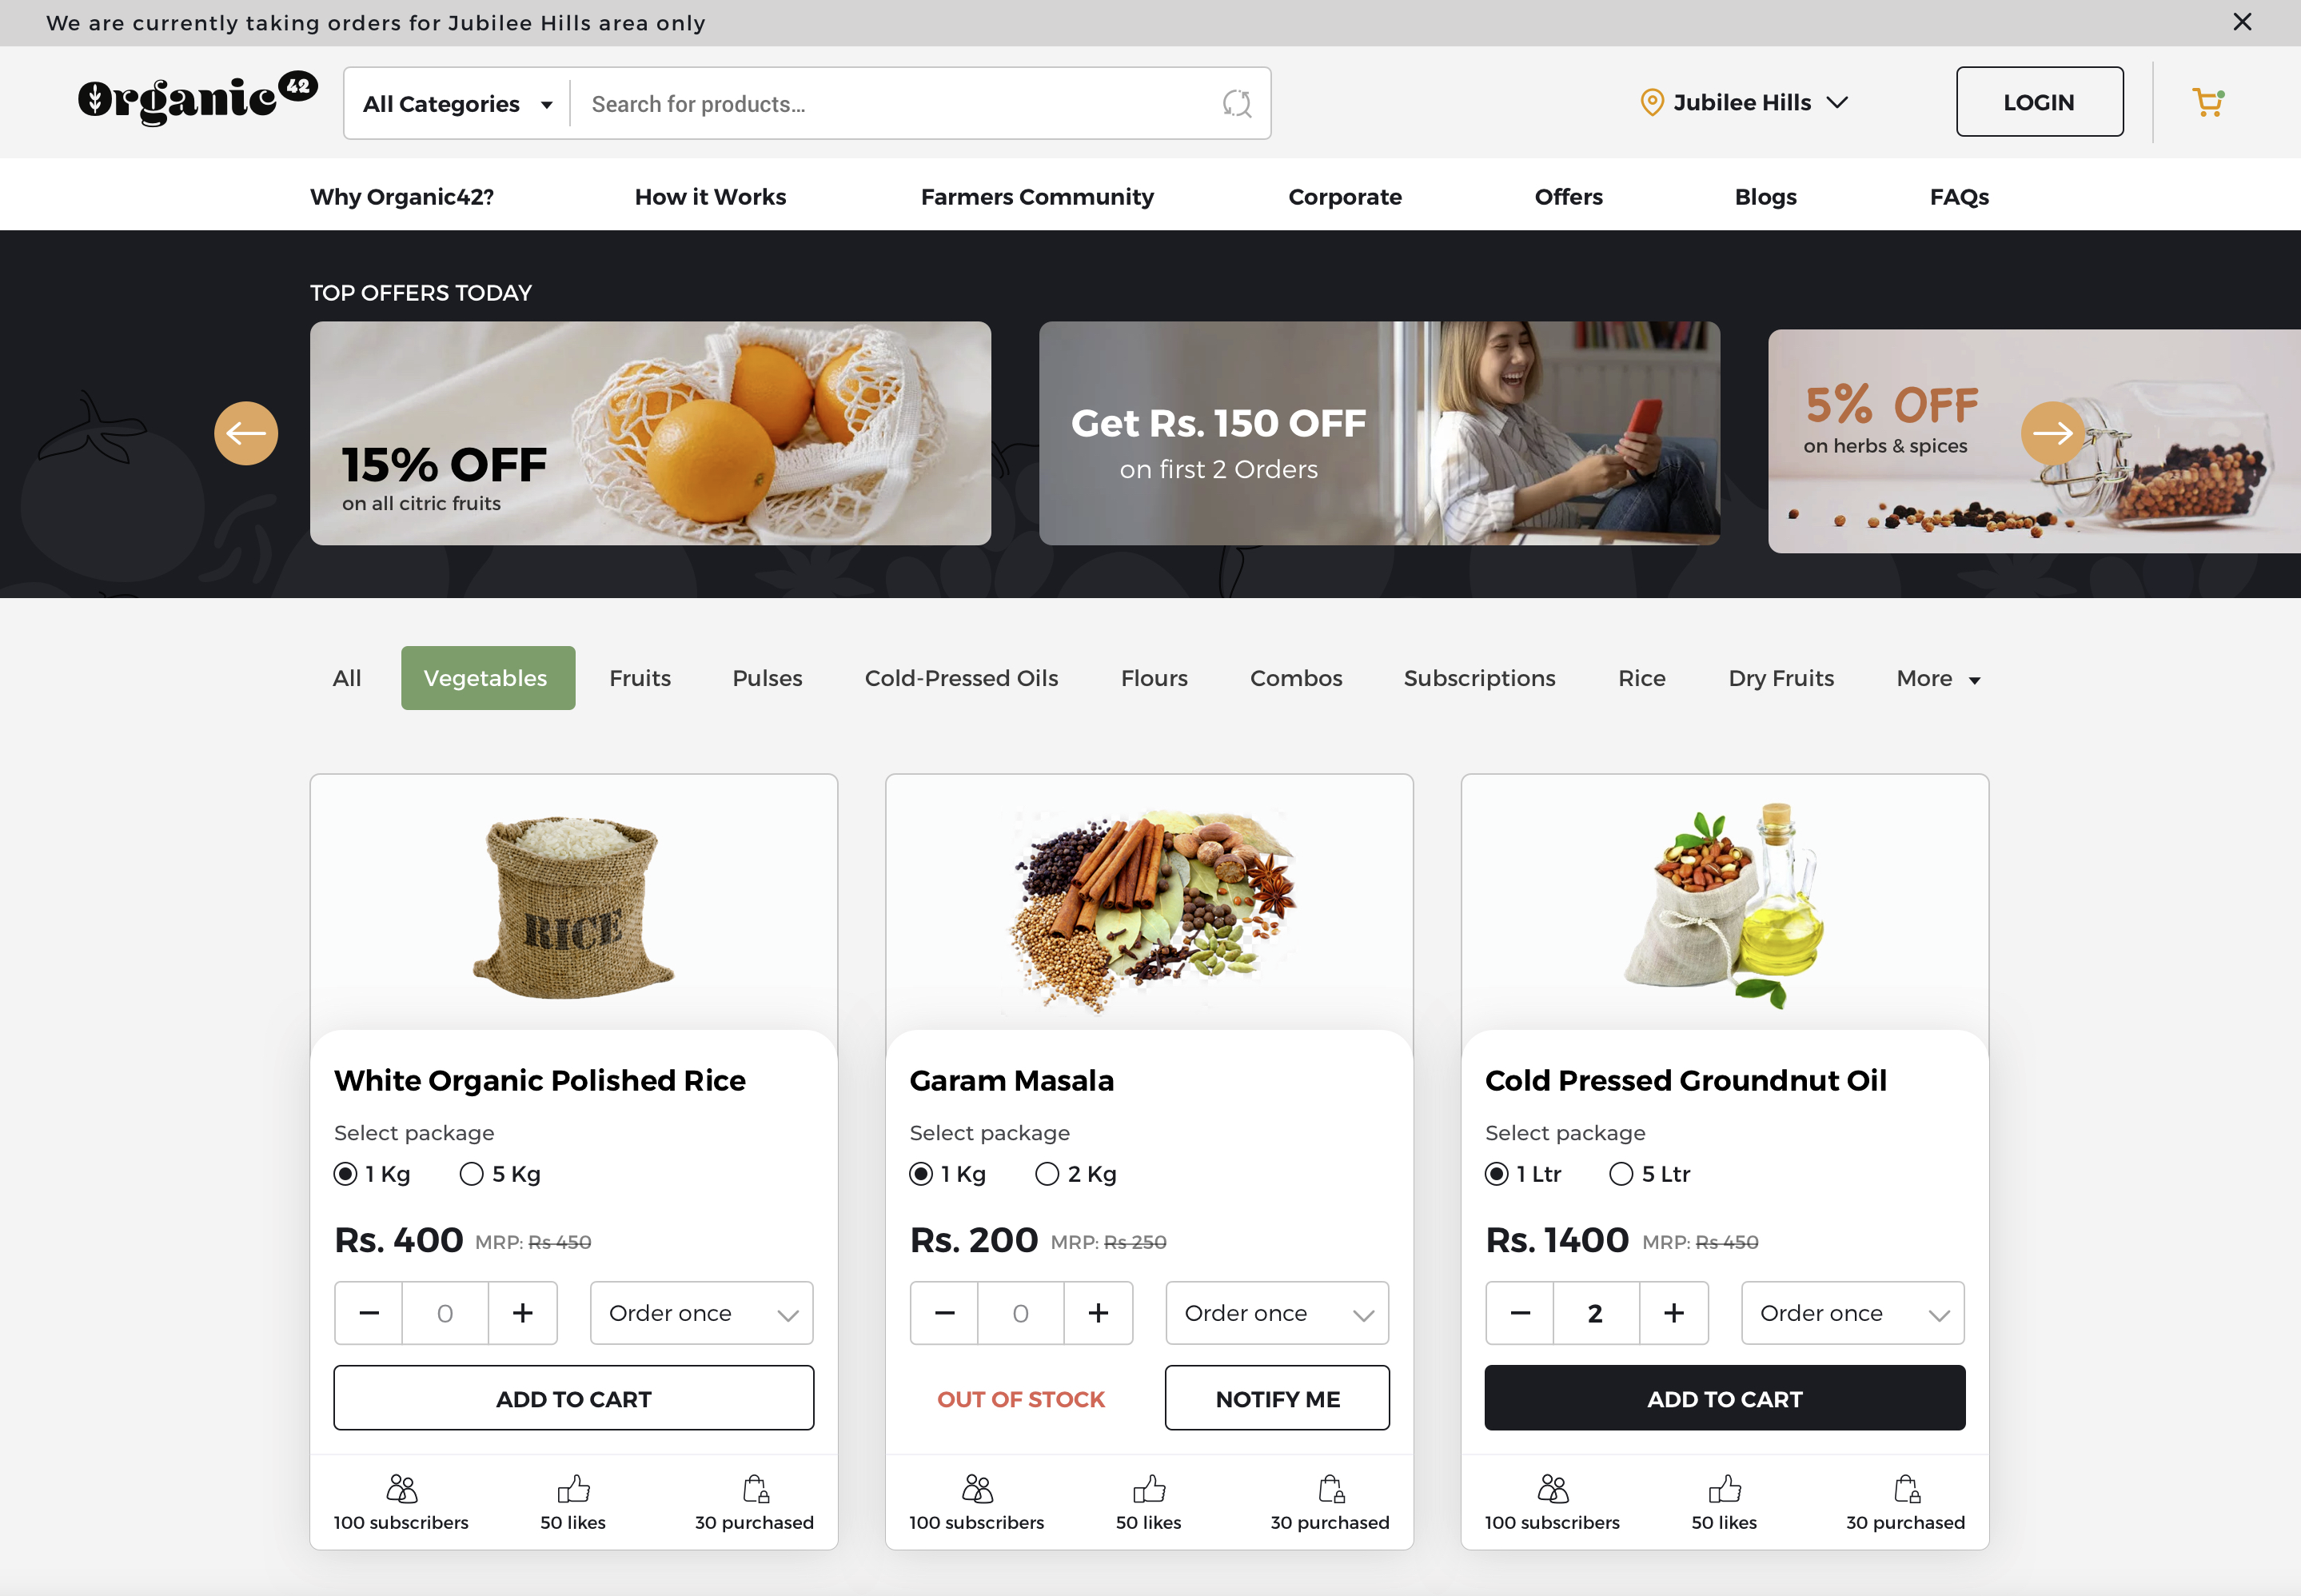 We are currently taking orders for Jubilee Hills area only
Organic 42
All Categories Search for products...
Jubilee Hills
LOGIN
Why Organic42? How it Works Farmers Community Corporate Offers Blogs FAQs
TOP OFFERS TODAY
15% OFF
on all citric fruits
Get Rs. 150 OFF
on first 2 Orders
5% OFF
on herbs & spices
All Vegetables Fruits Pulses Cold-Pressed Oils Flours Combos Subscriptions Rice Dry Fruits More
RICE
White Organic Polished Rice
Select package
1 Kg 5 Kg
Rs. 400 MRP: Rs 450
− 0 + Order once
ADD TO CART
100 subscribers 50 likes 30 purchased
Garam Masala
Select package
1 Kg 2 Kg
Rs. 200 MRP: Rs 250
− 0 + Order once
OUT OF STOCK NOTIFY ME
100 subscribers 50 likes 30 purchased
Cold Pressed Groundnut Oil
Select package
1 Ltr 5 Ltr
Rs. 1400 MRP: Rs 450
− 2 + Order once
ADD TO CART
100 subscribers 50 likes 30 purchased